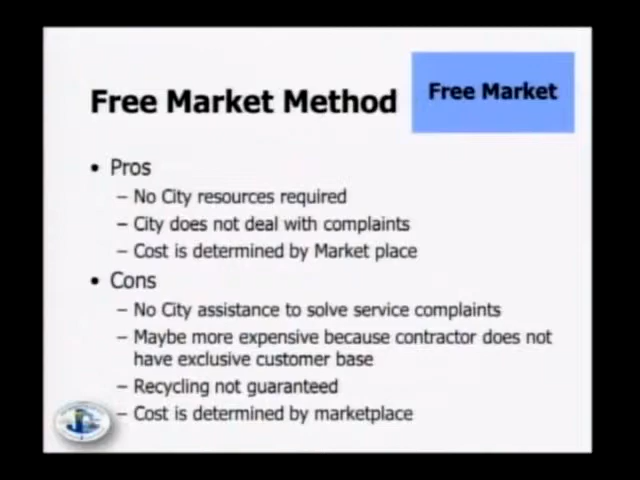 Free Market Method
Free Market
• Pros
– No City resources required
– City does not deal with complaints
– Cost is determined by Market place
• Cons
– No City assistance to solve service complaints
– Maybe more expensive because contractor does not
have exclusive customer base
– Recycling not guaranteed
– Cost is determined by marketplace